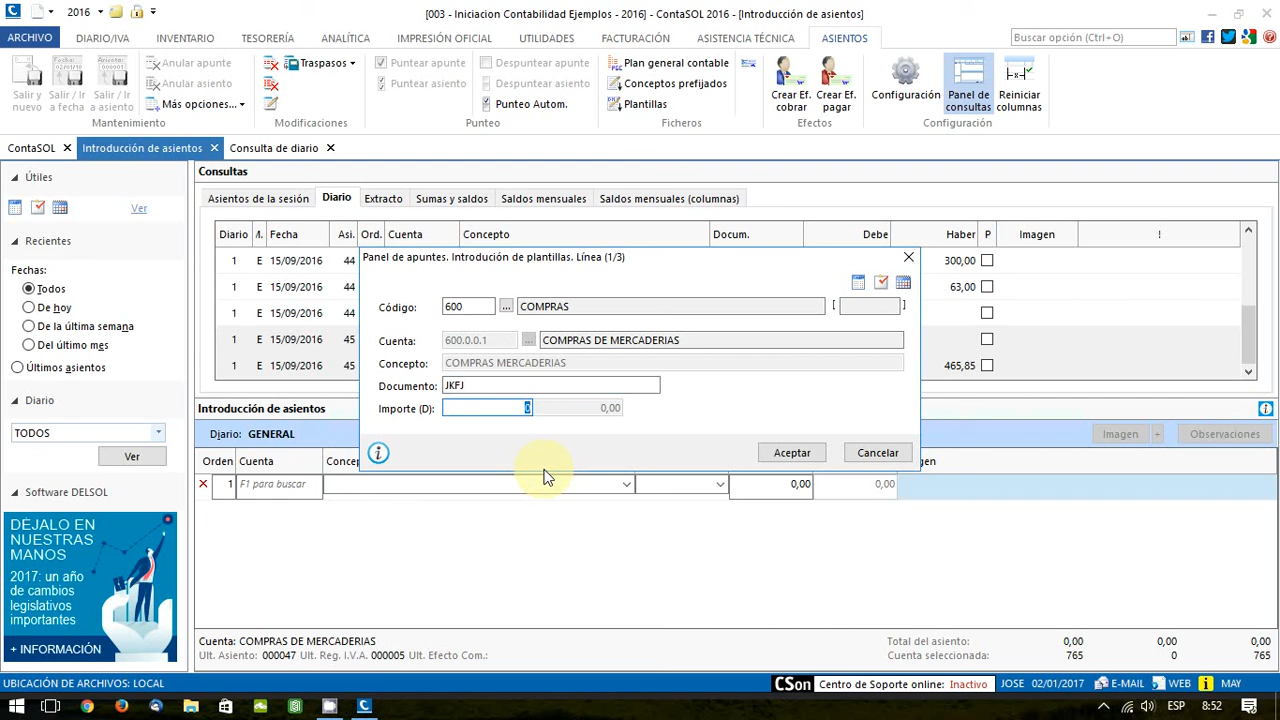 2016
[003 - Iniciacion Contabilidad Ejemplos - 2016] - ContaSOL 2016 - [Introducción de asientos]
ARCHIVO DIARIO/IVA INVENTARIO TESORERÍA ANALÍTICA IMPRESIÓN OFICIAL UTILIDADES FACTURACIÓN ASISTENCIA TÉCNICA ASIENTOS Buscar opción (Ctrl+O)
Salir y nuevo
Salir / Ir a fecha
Salir / Ir a asiento
Anular apunte
Anular asiento
Más opciones...
Mantenimiento
Traspasos
Modificaciones
Puntear apunte
Puntear asiento
Despuntear apunte
Despuntear asiento
Punteo Autom.
Punteo
Plan general contable
Conceptos prefijados
Plantillas
Ficheros
Crear Ef. cobrar
Crear Ef. pagar
Efectos
Configuración
Panel de consultas
Reiniciar columnas
Configuración
ContaSOL Introducción de asientos Consulta de diario
Útiles
Ver
Recientes
Fechas:
Todos
De hoy
De la última semana
Del último mes
Últimos asientos
Diario
TODOS
Ver
Software DELSOL
DÉJALO EN
NUESTRAS
MANOS
2017: un año
de cambios
legislativos
importantes
+ INFORMACIÓN
Consultas
Asientos de la sesión Diario Extracto Sumas y saldos Saldos mensuales Saldos mensuales (columnas)
Diario Fecha Asi. Ord. Cuenta Concepto Docum. Debe Haber P Imagen !
1 E 15/09/2016 44 300,00
1 E 15/09/2016 44 63,00
1 E 15/09/2016 45
1 E 15/09/2016 45 465,85
Panel de apuntes. Introdución de plantillas. Línea (1/3)
Código: 600 ... COMPRAS [ ]
Cuenta: 600.0.0.1 ... COMPRAS DE MERCADERIAS
Concepto: COMPRAS MERCADERIAS
Documento: JKFJ
Importe (D): 0 0,00
Aceptar Cancelar
Introducción de asientos
Diario: GENERAL
Imagen + Observaciones
Orden Cuenta
1 F1 para buscar 0,00 0,00
Cuenta: COMPRAS DE MERCADERIAS
Total del asiento: 0,00 0,00 0,00
Ult. Asiento: 000047 Ult. Reg. I.V.A. 000005 Ult. Efecto Com.:
Cuenta seleccionada: 765 0 765
UBICACIÓN DE ARCHIVOS: LOCAL
CSon Centro de Soporte online: Inactivo JOSE 02/01/2017 E-MAIL WEB MAY
ESP 8:52